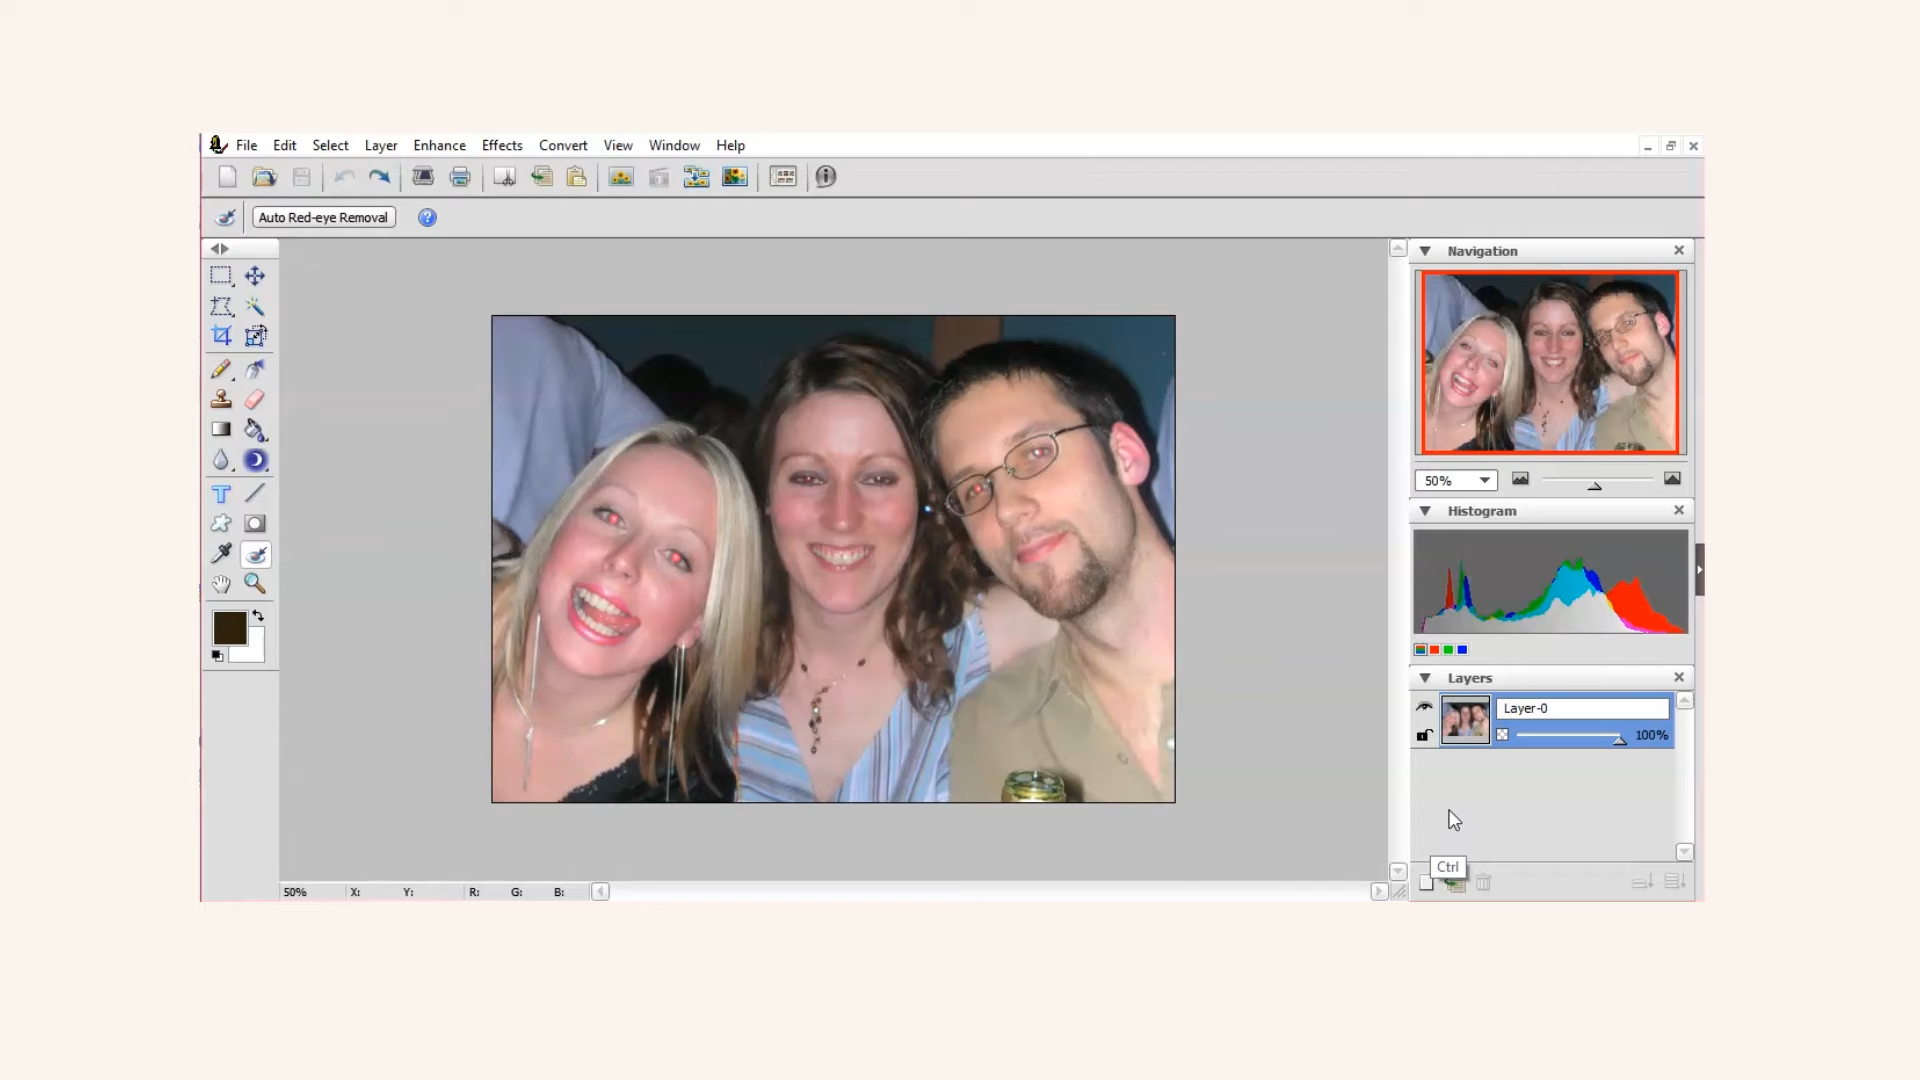 File Edit Select Layer Enhance Effects Convert View Window Help
Auto Red-eye Removal
Navigation
50%
Histogram
Layers
Layer-0
100%
Ctrl
50% X: Y: R: G: B: